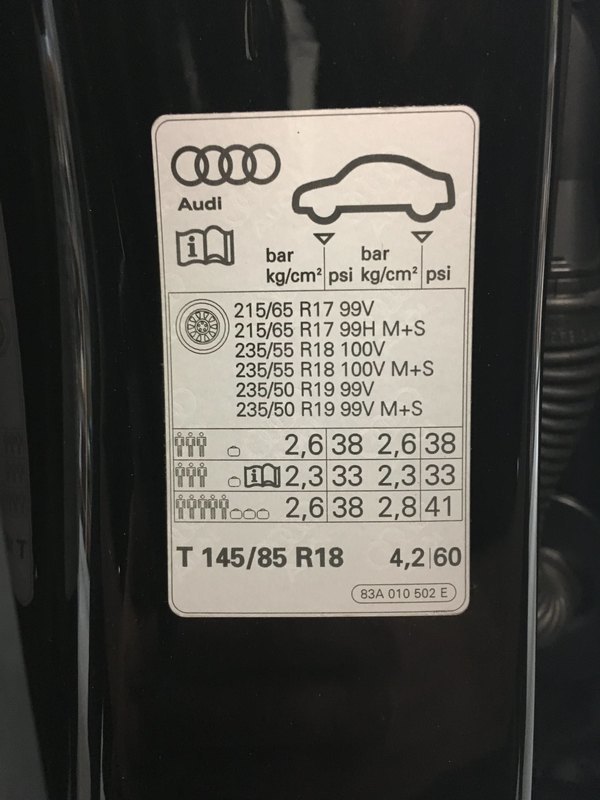 Audi
i
bar bar
kg/cm² psi kg/cm² psi
215/65 R17 99V
215/65 R17 99H M+S
235/55 R18 100V
235/55 R18 100V M+S
235/50 R19 99V
235/50 R19 99V M+S
2,6 38 2,6 38
i 2,3 33 2,3 33
2,6 38 2,8 41
T 145/85 R18 4,2 60
83A 010 502 E